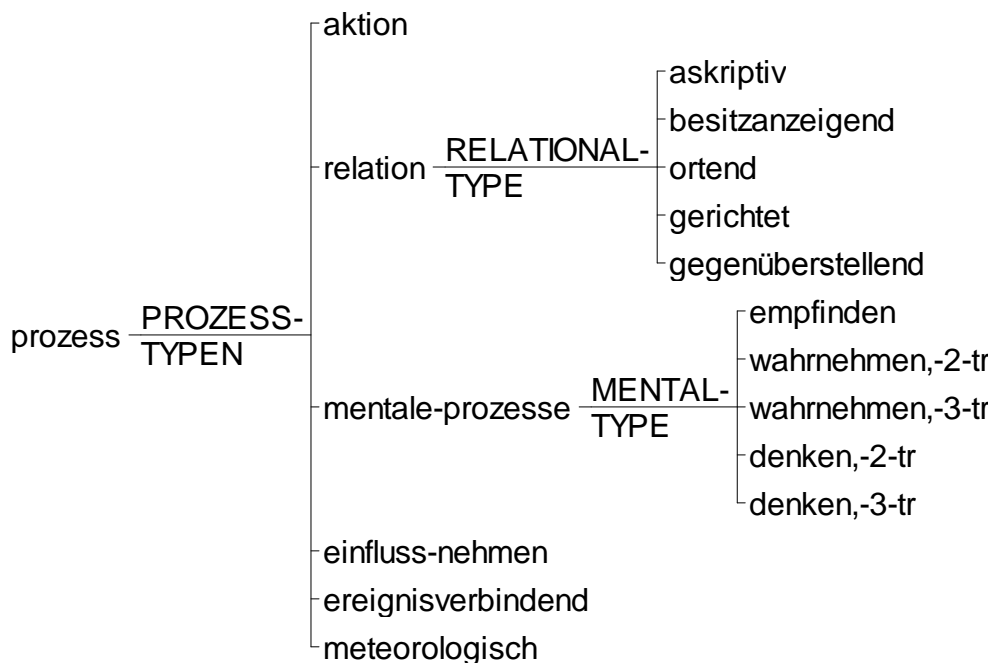 aktion
askriptiv
besitzanzeigend
relation RELATIONAL-
TYPE
ortend
gerichtet
gegenüberstellend
prozess PROZESS-
TYPEN
empfinden
wahrnehmen,-2-tr
mentale-prozesse MENTAL-
TYPE
wahrnehmen,-3-tr
denken,-2-tr
denken,-3-tr
einfluss-nehmen
ereignisverbindend
meteorologisch